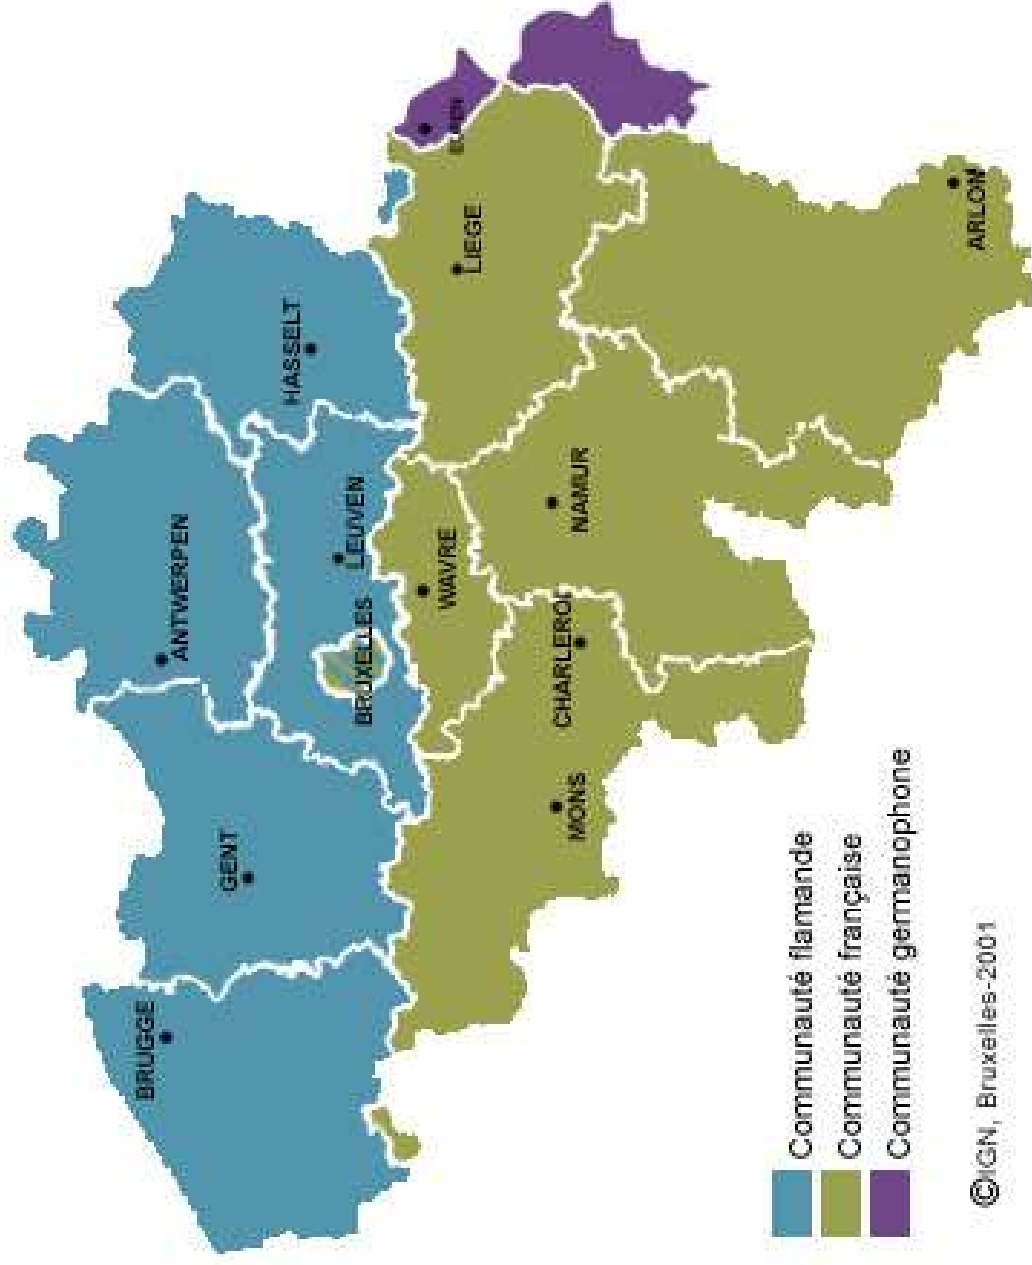 BRUGGE
GENT
ANTWERPEN
BRUXELLES
LEUVEN
HASSELT
WAVRE
LIEGE
EUPEN
MONS
CHARLEROI
NAMUR
ARLON
Communauté flamande
Communauté française
Communauté germanophone
©IGN, Bruxelles-2001